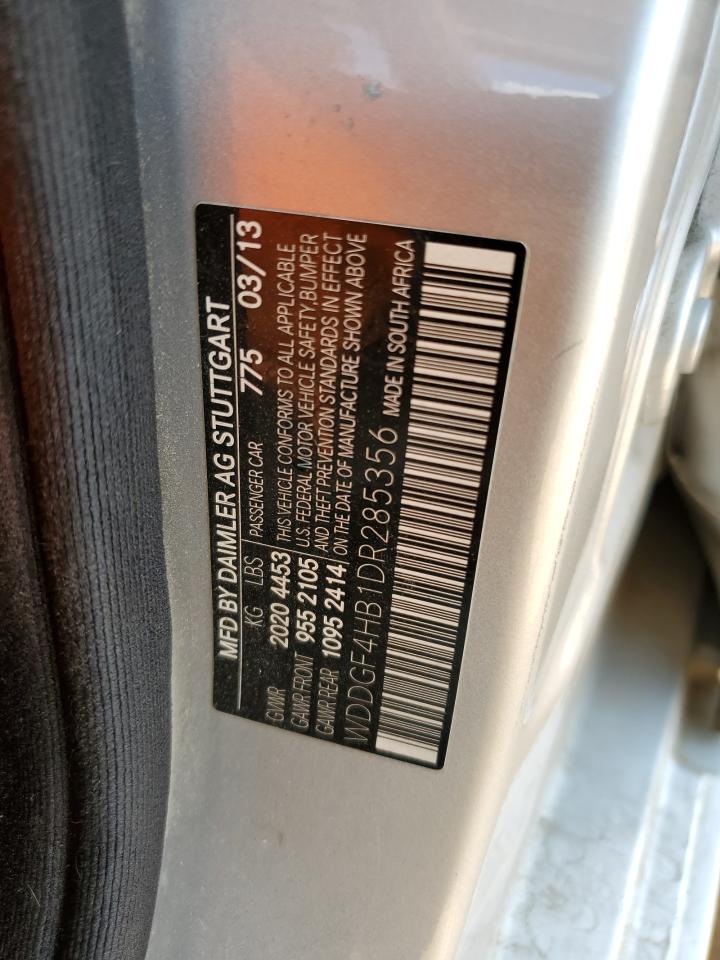 MFD BY DAIMLER AG STUTTGART
KG LBS PASSENGER CAR 775 03/13
GVWR 2020 4453 THIS VEHICLE CONFORMS TO ALL APPLICABLE
GAWR FRONT 955 2105 U.S. FEDERAL MOTOR VEHICLE SAFETY, BUMPER
GAWR REAR 1095 2414 AND THEFT PREVENTION STANDARDS IN EFFECT
ON THE DATE OF MANUFACTURE SHOWN ABOVE
WDDGF4HB1DR285356 MADE IN SOUTH AFRICA